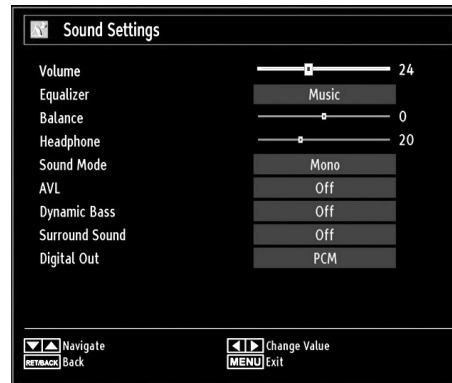 Sound Settings
Volume 24
Equalizer Music
Balance 0
Headphone 20
Sound Mode Mono
AVL Off
Dynamic Bass Off
Surround Sound Off
Digital Out PCM
Navigate Change Value
RET/BACK Back MENU Exit